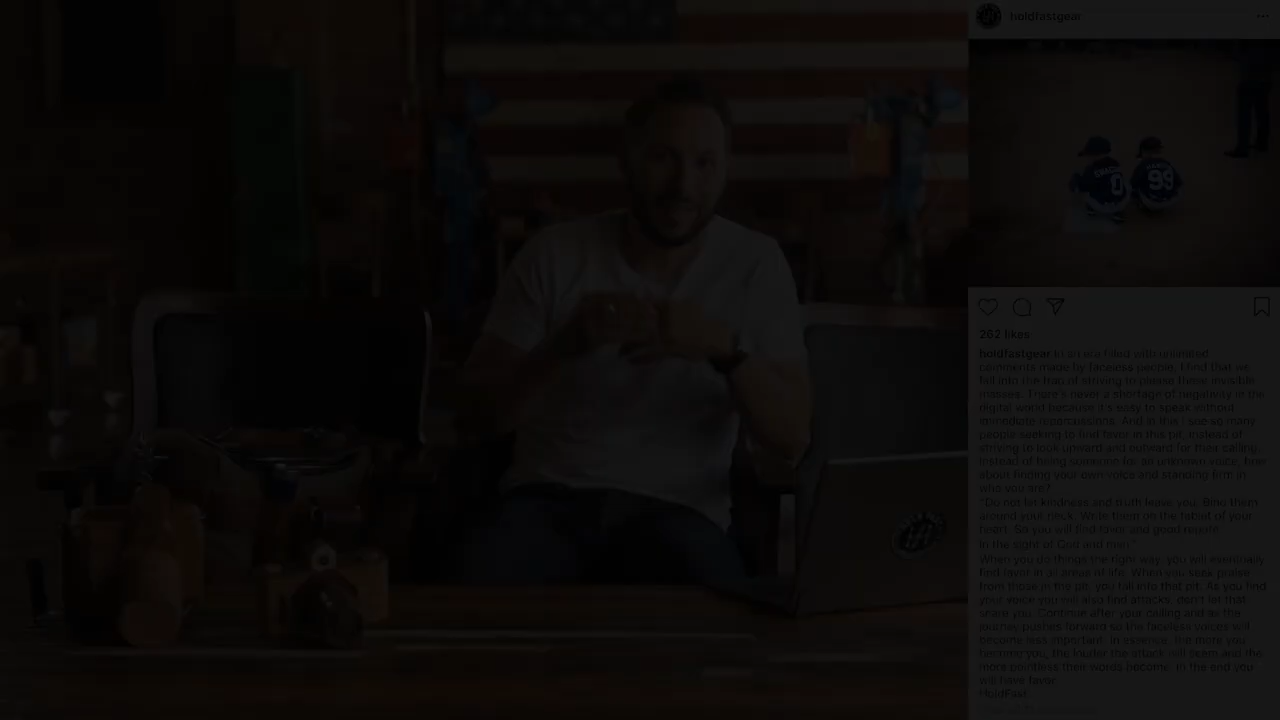 holdfastgear
0
99
262 likes
holdfastgear In an era filled with unlimited
comments made by faceless people, I find that we
fall into the trap of striving to please these invisible
masses. There's never a shortage of negativity in the
digital world because it's easy to speak without
immediate repercussions. And in this I see so many
people seeking to find favor in this pit, instead of
striving to look upward and outward for their calling.
Instead of being someone for an unknown voice, how
about finding your own voice and standing firm in
who you are?
"Do not let kindness and truth leave you. Bind them
around your neck. Write them on the tablet of your
heart. So you will find favor and good repute
in the sight of God and man"
When you do things the right way, you will eventually
find favor in all areas of life. When you seek praise
from those in the pit, you fall into that pit. As you find
your voice you will also find attacks, don't let that
scare you. Continue after your calling and as the
journey pushes forward so the faceless voices will
become less important. In essence, the more you
become you, the louder the attack will seem and the
more pointless their words become. In the end you
will have favor.
HoldFast